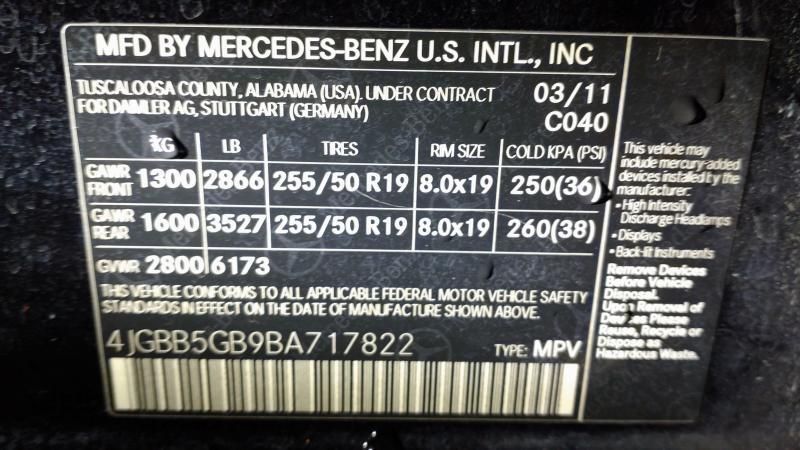 MFD BY MERCEDES-BENZ U.S. INTL., INC
TUSCALOOSA COUNTY, ALABAMA (USA). UNDER CONTRACT 03/11
FOR DAIMLER AG, STUTTGART (GERMANY) C040
KG LB TIRES RIM SIZE COLD KPA (PSI)
GAWR FRONT 1300 2866 255/50 R19 8.0x19 250(36)
GAWR REAR 1600 3527 255/50 R19 8.0x19 260(38)
GVWR 2800 6173
THIS VEHICLE CONFORMS TO ALL APPLICABLE FEDERAL MOTOR VEHICLE SAFETY
STANDARDS IN EFFECT ON THE DATE OF MANUFACTURE SHOWN ABOVE.
4JGBB5GB9BA717822 TYPE: MPV
This vehicle may
include mercury-added
devices installed by the
manufacturer:
• High Intensity
Discharge Headlamps
• Displays
• Back-lit Instruments
Remove Devices
Before Vehicle
Disposal.
Upon Removal of
Devices Please
Reuse, Recycle or
Dispose as
Hazardous Waste.